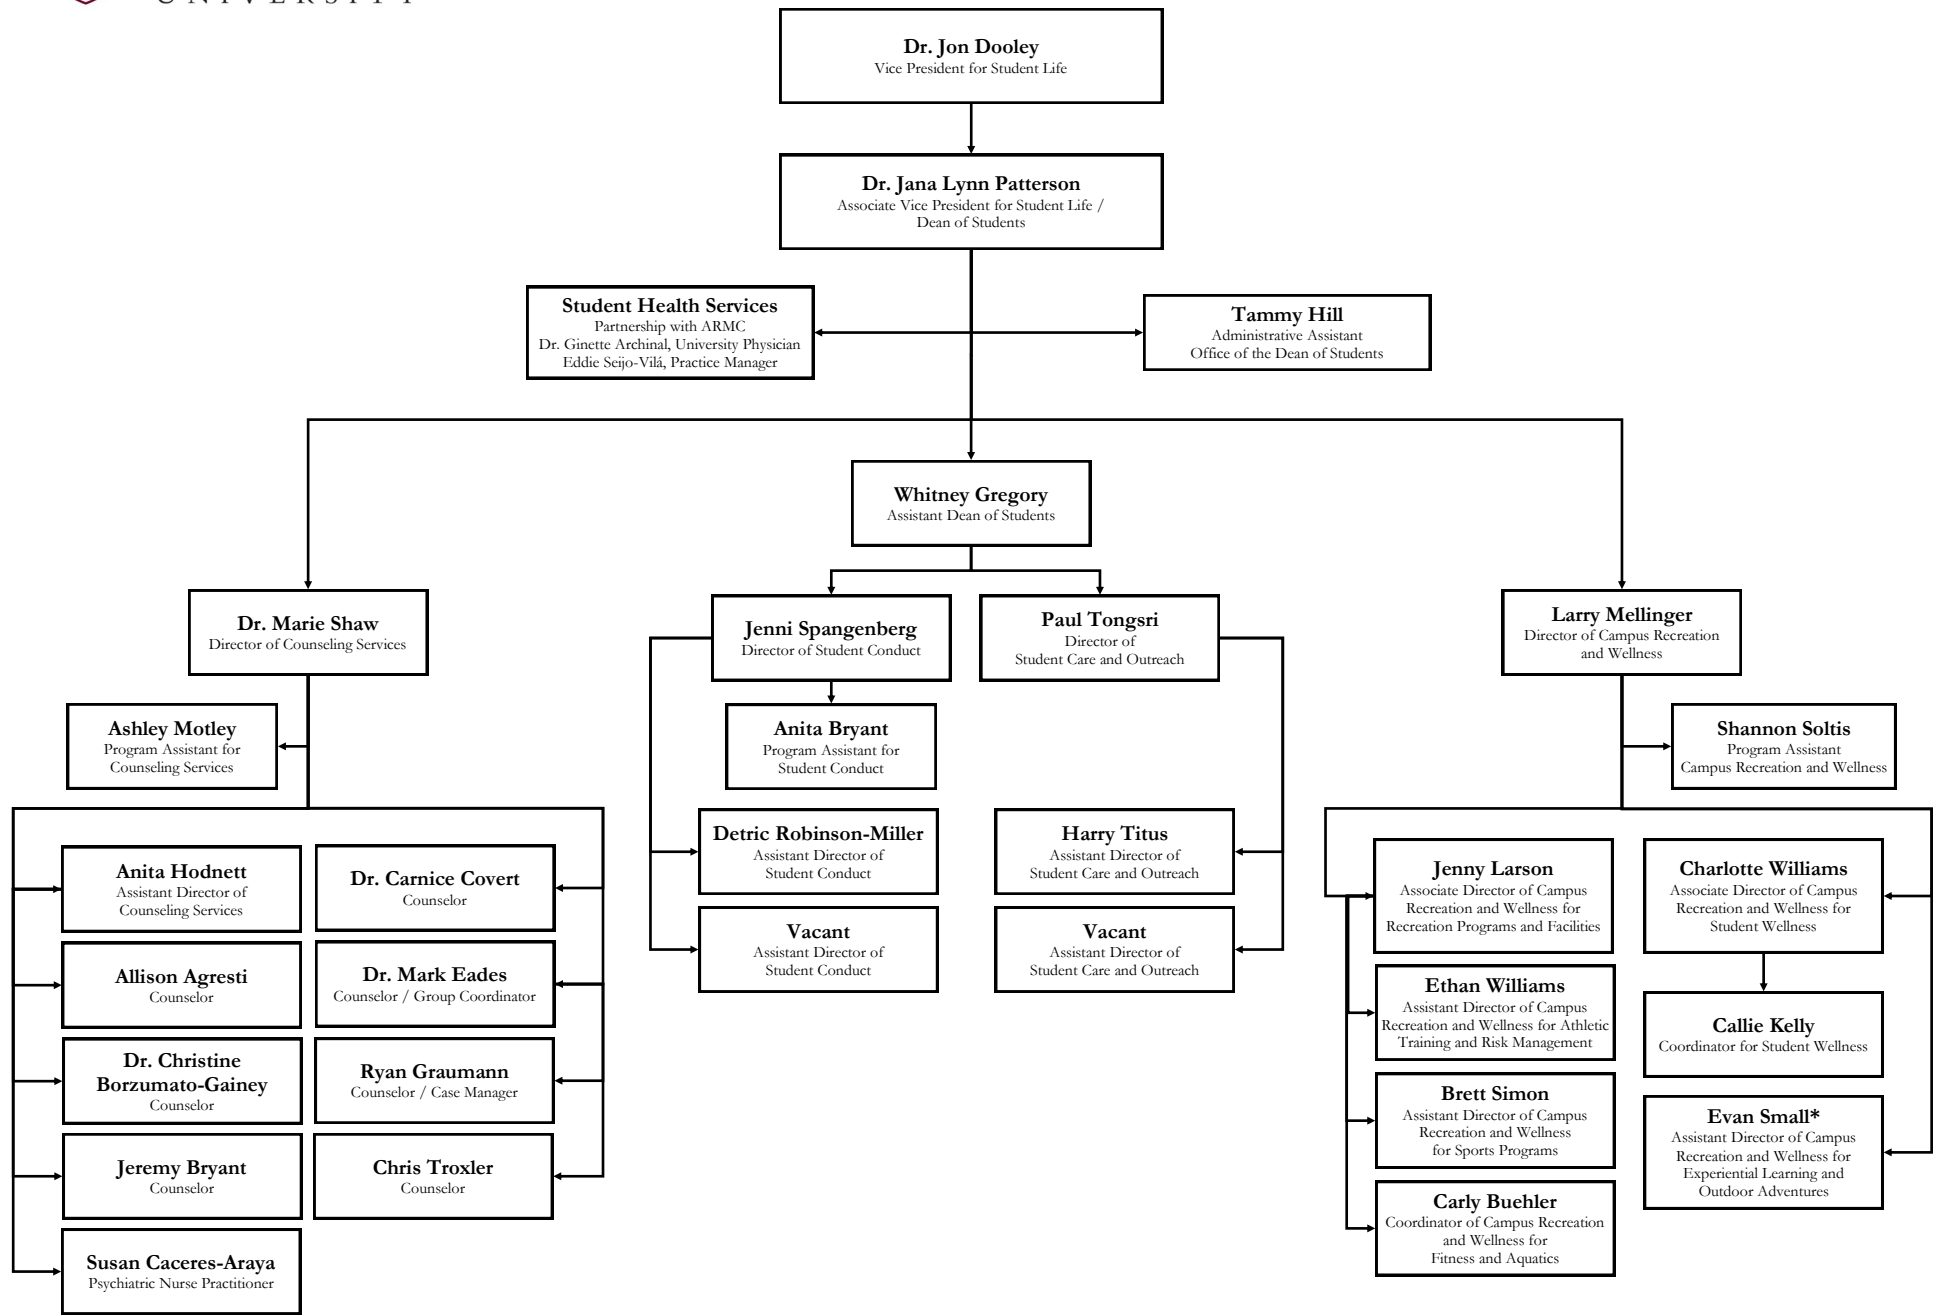 Dr. Jon Dooley
Vice President for Student Life
Dr. Jana Lynn Patterson
Associate Vice President for Student Life /
Dean of Students
Student Health Services
Partnership with ARMC
Dr. Ginette Archinal, University Physician
Eddie Seijo-Vilá, Practice Manager
Tammy Hill
Administrative Assistant
Office of the Dean of Students
Whitney Gregory
Assistant Dean of Students
Dr. Marie Shaw
Director of Counseling Services
Jenni Spangenberg
Director of Student Conduct
Paul Tongsri
Director of
Student Care and Outreach
Larry Mellinger
Director of Campus Recreation
and Wellness
Ashley Motley
Program Assistant for
Counseling Services
Anita Bryant
Program Assistant for
Student Conduct
Shannon Soltis
Program Assistant
Campus Recreation and Wellness
Anita Hodnett
Assistant Director of
Counseling Services
Allison Agresti
Counselor
Dr. Christine
Borzumato-Gainey
Counselor
Jeremy Bryant
Counselor
Susan Caceres-Araya
Psychiatric Nurse Practitioner
Dr. Carnice Covert
Counselor
Dr. Mark Eades
Counselor / Group Coordinator
Ryan Graumann
Counselor / Case Manager
Chris Troxler
Counselor
Detric Robinson-Miller
Assistant Director of
Student Conduct
Vacant
Assistant Director of
Student Conduct
Harry Titus
Assistant Director of
Student Care and Outreach
Vacant
Assistant Director of
Student Care and Outreach
Jenny Larson
Associate Director of Campus
Recreation and Wellness for
Recreation Programs and Facilities
Ethan Williams
Assistant Director of Campus
Recreation and Wellness for Athletic
Training and Risk Management
Brett Simon
Assistant Director of Campus
Recreation and Wellness
for Sports Programs
Carly Buehler
Coordinator of Campus Recreation
and Wellness for
Fitness and Aquatics
Charlotte Williams
Associate Director of Campus
Recreation and Wellness for
Student Wellness
Callie Kelly
Coordinator for Student Wellness
Evan Small*
Assistant Director of Campus
Recreation and Wellness for
Experiential Learning and
Outdoor Adventures